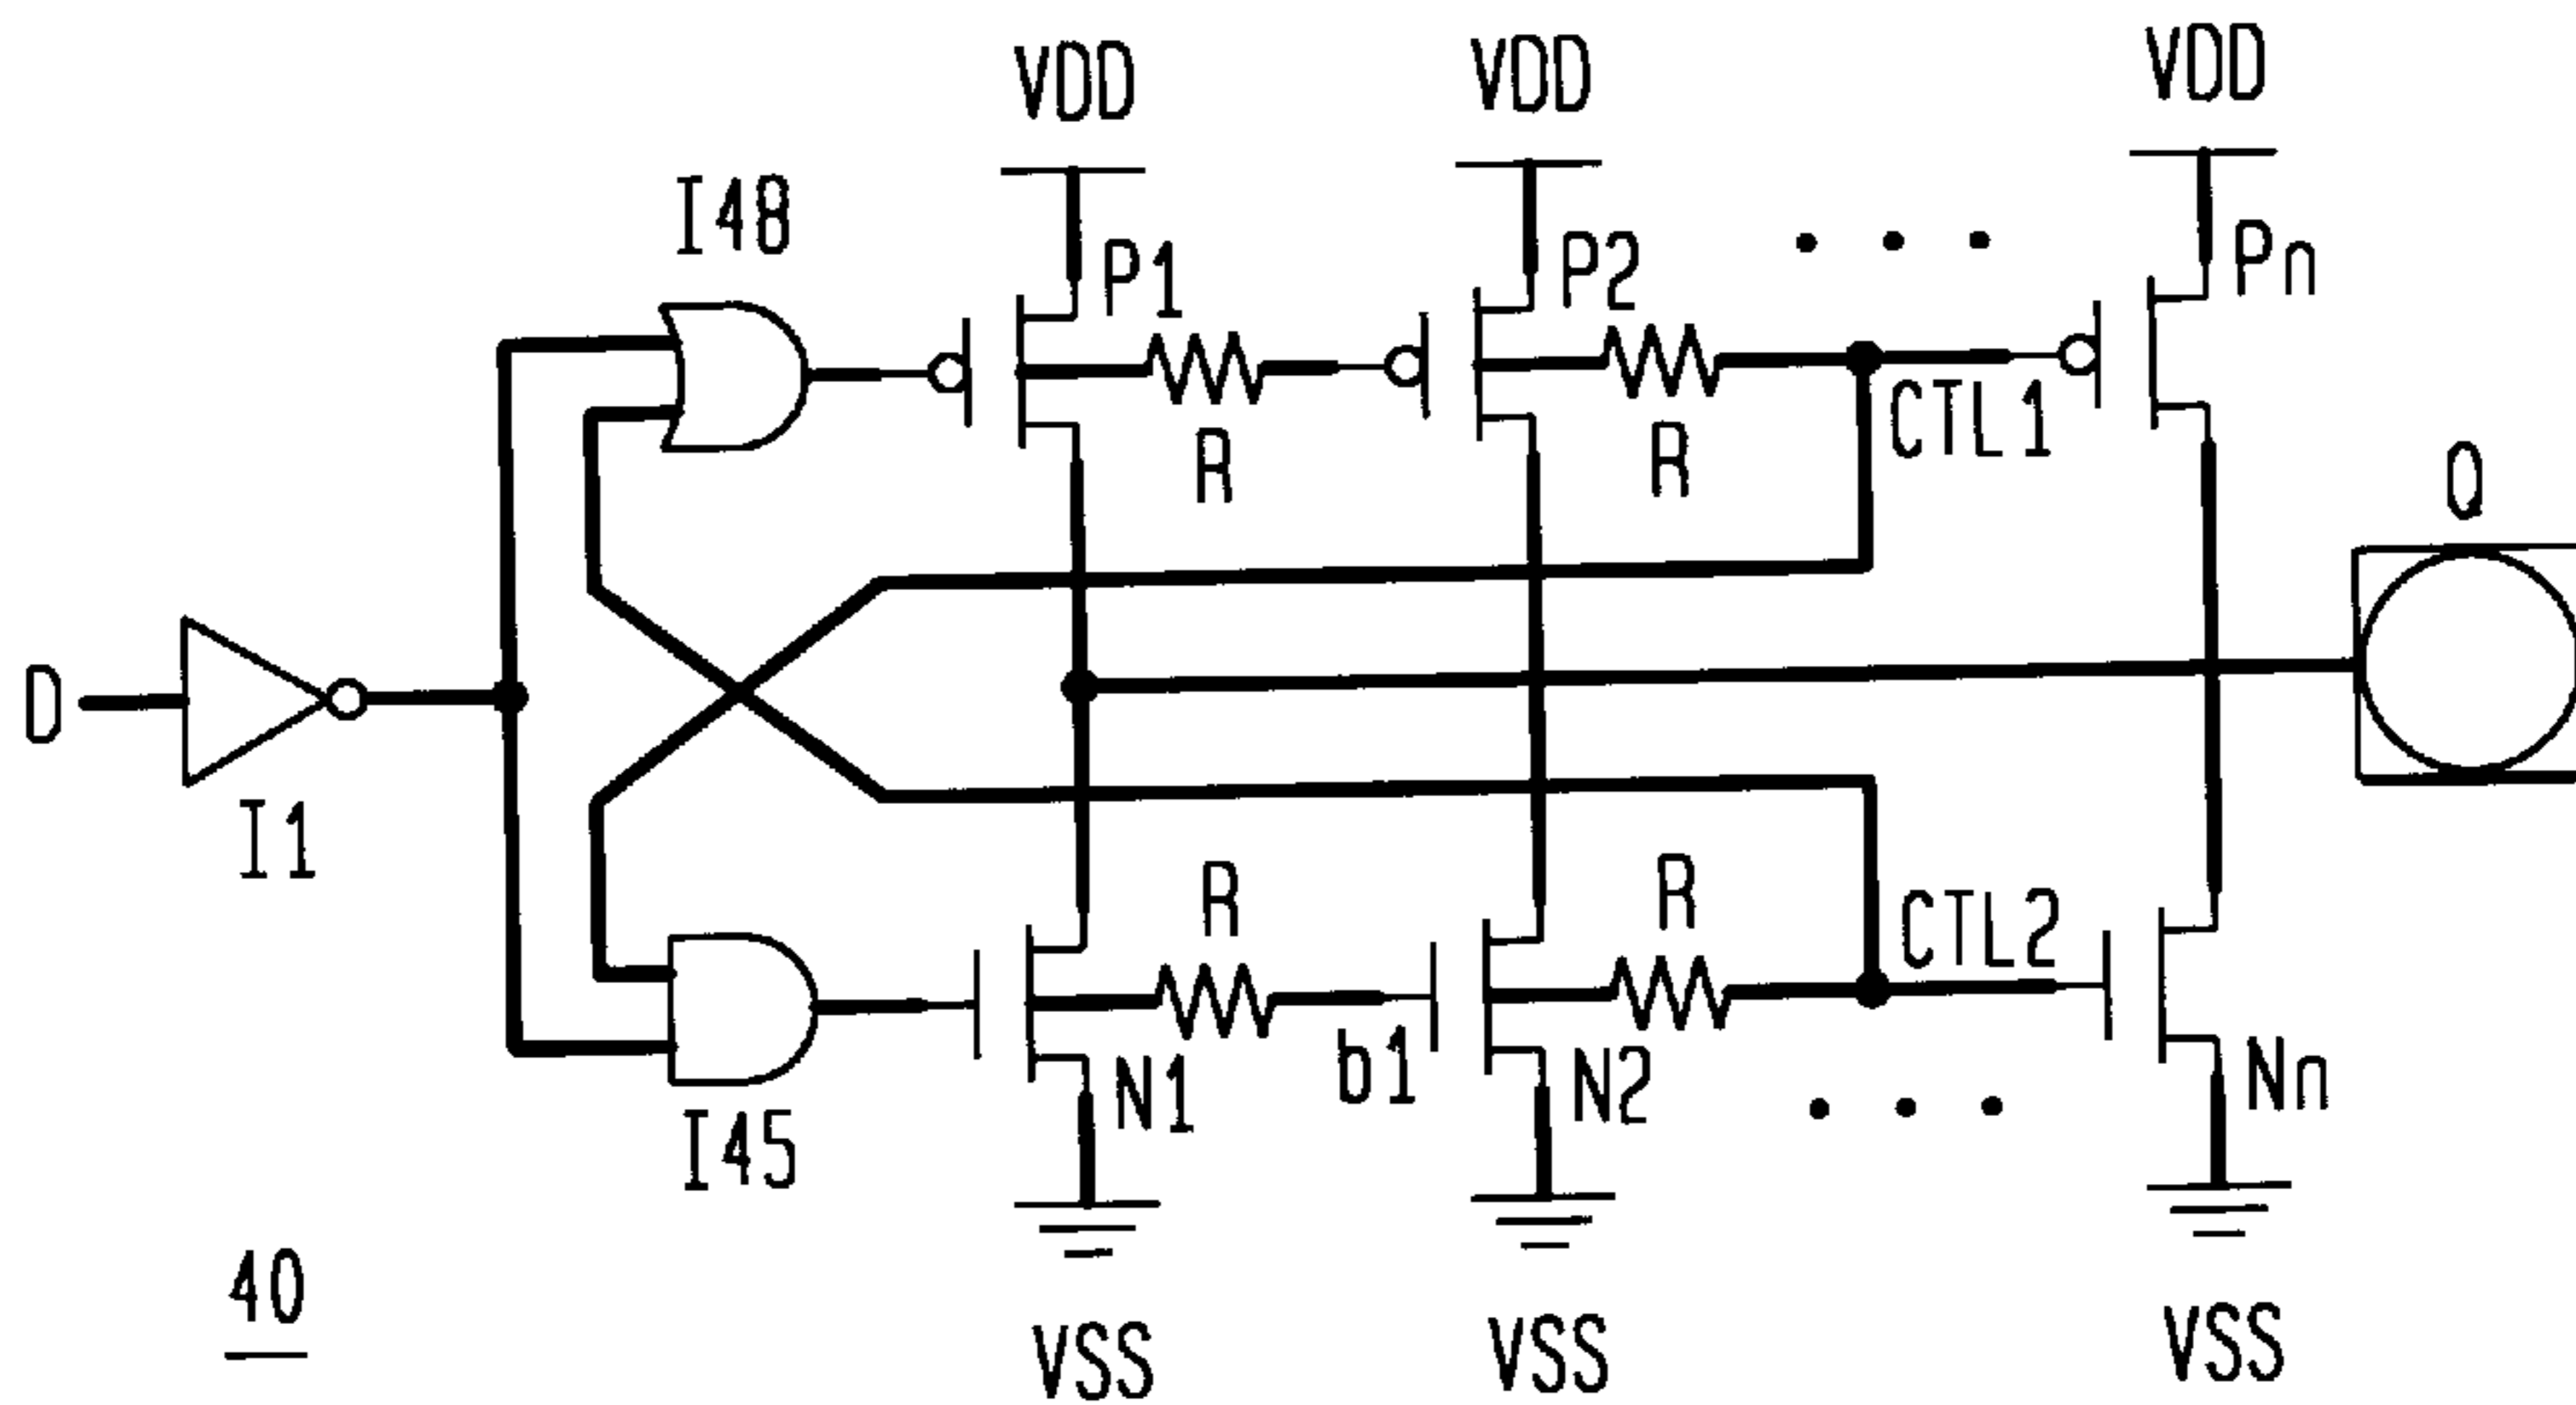 VDD
VDD
VDD
I48
P1
P2
. . .
Pn
R
R
CTL1
Q
D
I1
R
R
CTL2
b1
N1
N2
. . .
Nn
I45
40
VSS
VSS
VSS